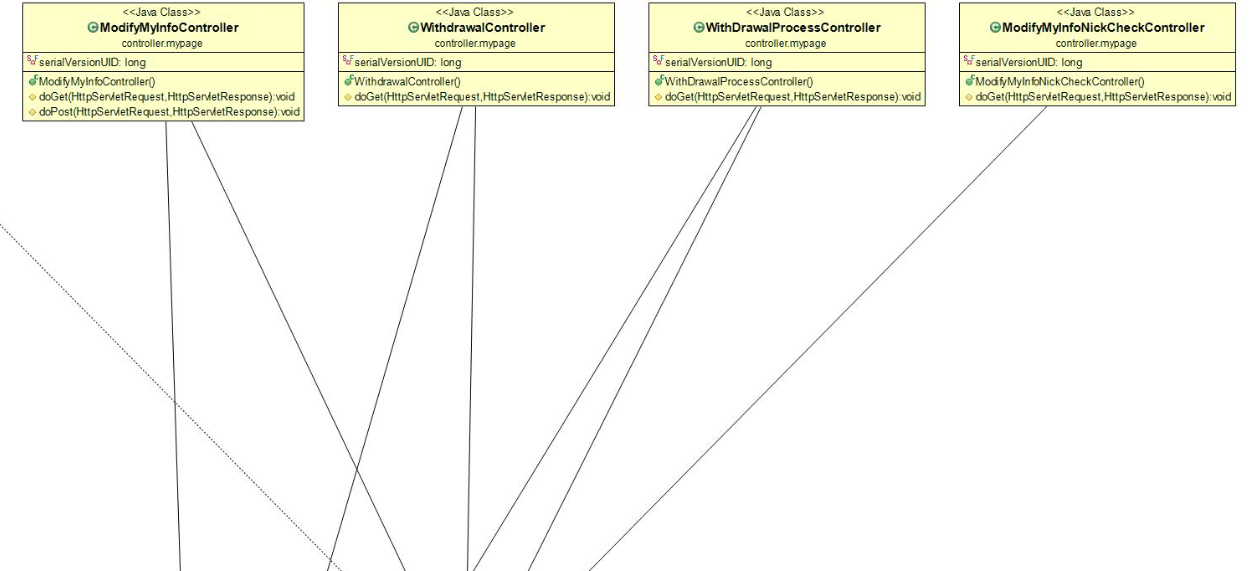 <<Java Class>>
ModifyMyInfoController
controller.mypage
serialVersionUID: long
ModifyMyInfoController()
doGet(HttpServletRequest,HttpServletResponse):void
doPost(HttpServletRequest,HttpServletResponse):void
<<Java Class>>
WithdrawalController
controller.mypage
serialVersionUID: long
WithdrawalController()
doGet(HttpServletRequest,HttpServletResponse):void
<<Java Class>>
WithDrawalProcessController
controller.mypage
serialVersionUID: long
WithDrawalProcessController()
doGet(HttpServletRequest,HttpServletResponse):void
<<Java Class>>
ModifyMyInfoNickCheckController
controller.mypage
serialVersionUID: long
ModifyMyInfoNickCheckController()
doGet(HttpServletRequest,HttpServletResponse):void